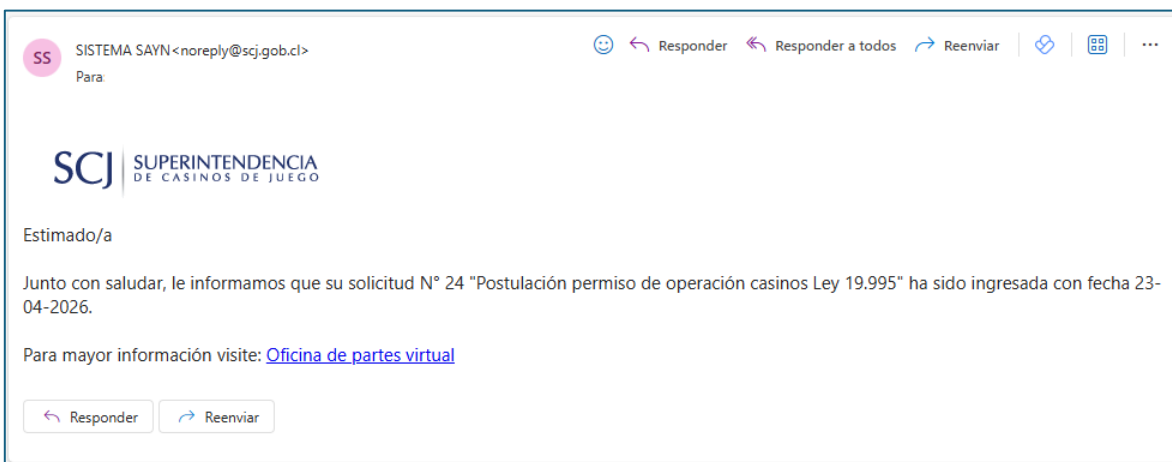 SS
SISTEMA SAYN<noreply@scj.gob.cl>
Responder
Responder a todos
Reenviar
Para:
SCJ SUPERINTENDENCIA
DE CASINOS DE JUEGO
Estimado/a
Junto con saludar, le informamos que su solicitud N° 24 "Postulación permiso de operación casinos Ley 19.995" ha sido ingresada con fecha 23-
04-2026.
Para mayor información visite: Oficina de partes virtual
Responder
Reenviar